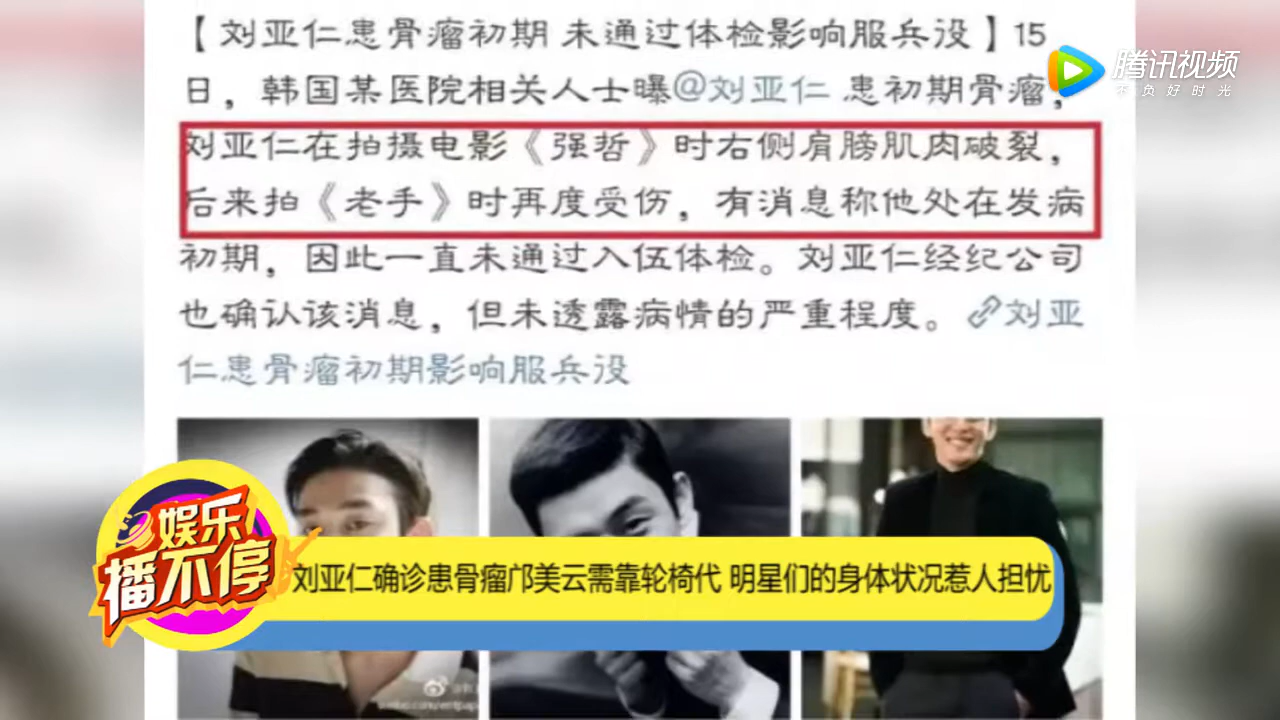 【刘亚仁患骨瘤初期 未通过体检影响服兵役】15
日，韩国某医院相关人士曝@刘亚仁 患初期骨瘤，
刘亚仁在拍摄电影《强哲》时右侧肩膀肌肉破裂，
后来拍《老手》时再度受伤，有消息称他处在发病
初期，因此一直未通过入伍体检。刘亚仁经纪公司
也确认该消息，但未透露病情的严重程度。刘亚
仁患骨瘤初期影响服兵役
腾讯视频
不负好时光
娱乐
播不停
刘亚仁确诊患骨瘤邝美云需靠轮椅代 明星们的身体状况惹人担忧